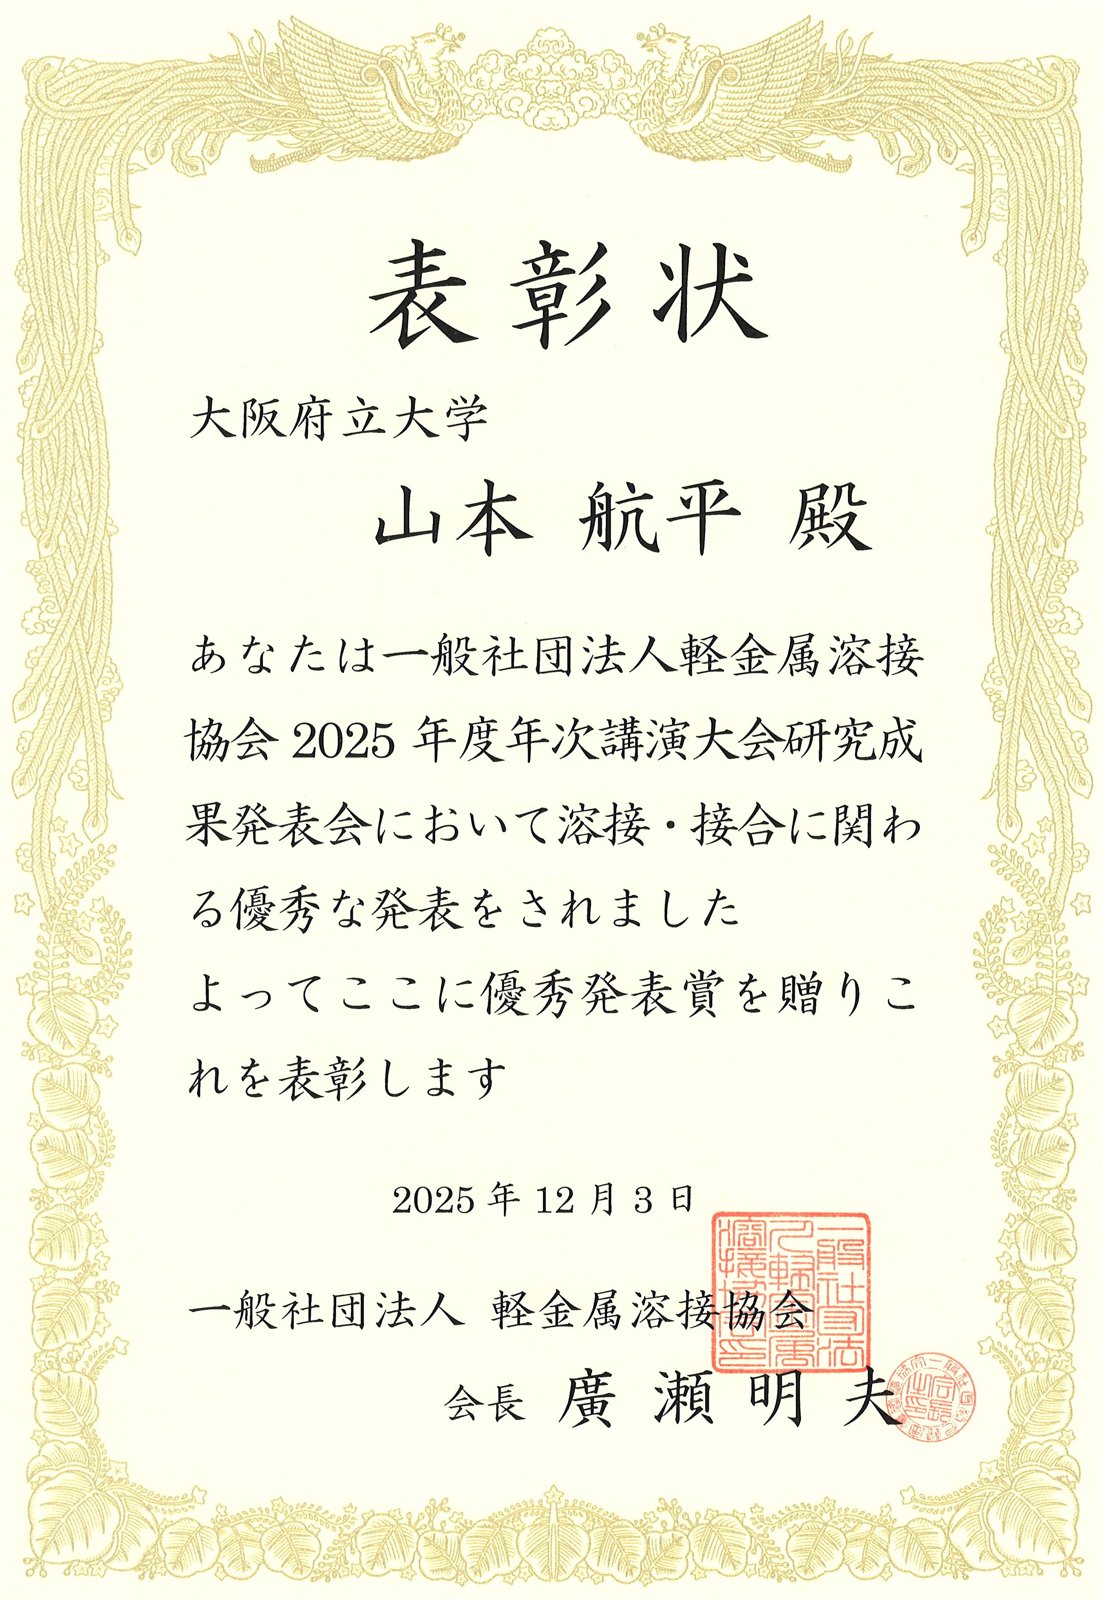 表彰状
大阪府立大学
山本 航平 殿
あなたは一般社団法人軽金属溶接
協会 2025 年度年次講演大会研究成
果発表会において溶接・接合に関わ
る優秀な発表をされました
よってここに優秀発表賞を贈りこ
れを表彰します
2025 年 12 月 3 日
一般社団法人 軽金属溶接協会
会長 廣瀬明夫